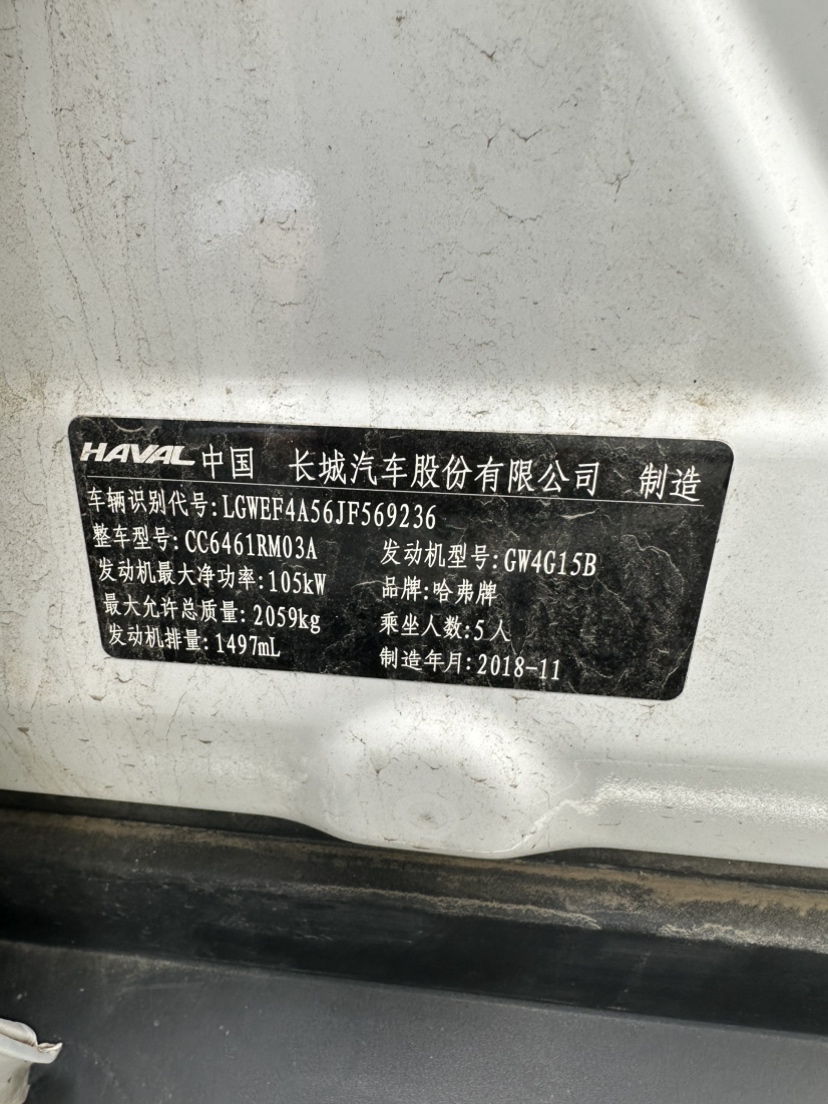 HAVAL 中国 长城汽车股份有限公司 制造
车辆识别代号:LGWEF4A56JF569236
整车型号:CC6461RM03A 发动机型号:GW4G15B
发动机最大净功率:105kW 品牌:哈弗牌
最大允许总质量:2059kg 乘坐人数:5人
发动机排量:1497mL 制造年月:2018-11